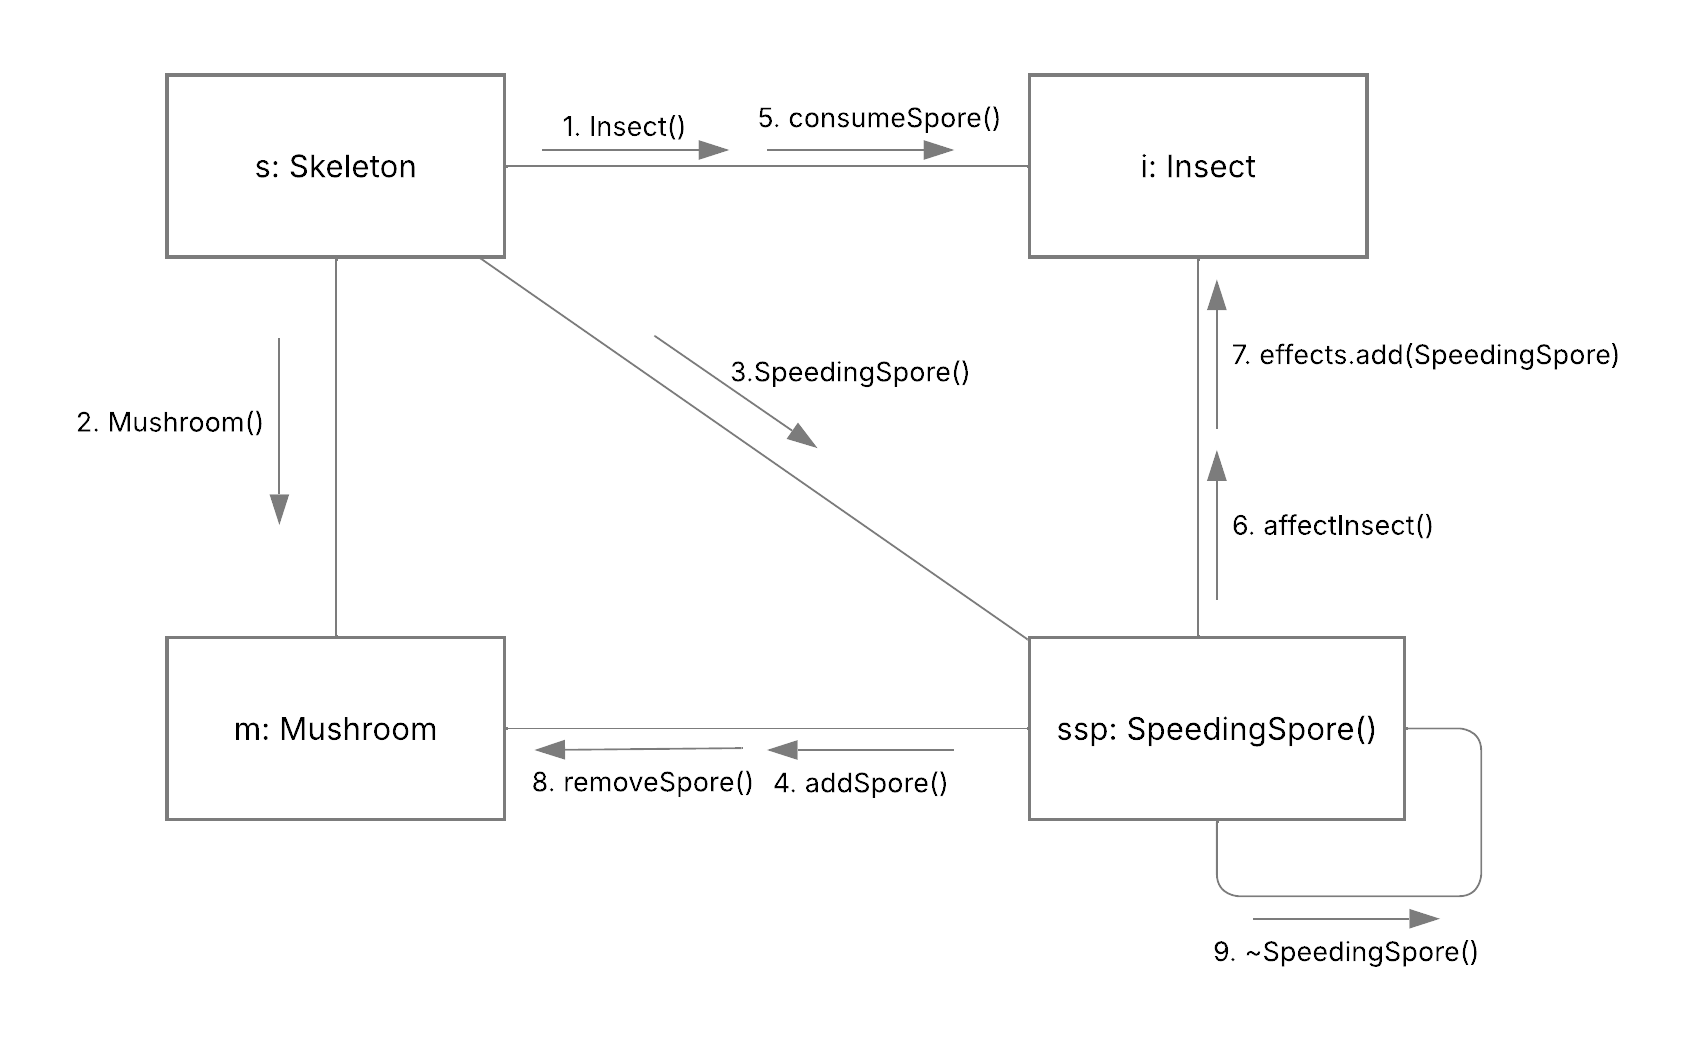 1. Insect()
5. consumeSpore()
s: Skeleton
i: Insect
7. effects.add(SpeedingSpore)
3.SpeedingSpore()
2. Mushroom()
6. affectInsect()
m: Mushroom
ssp: SpeedingSpore()
8. removeSpore()
4. addSpore()
9. ~SpeedingSpore()